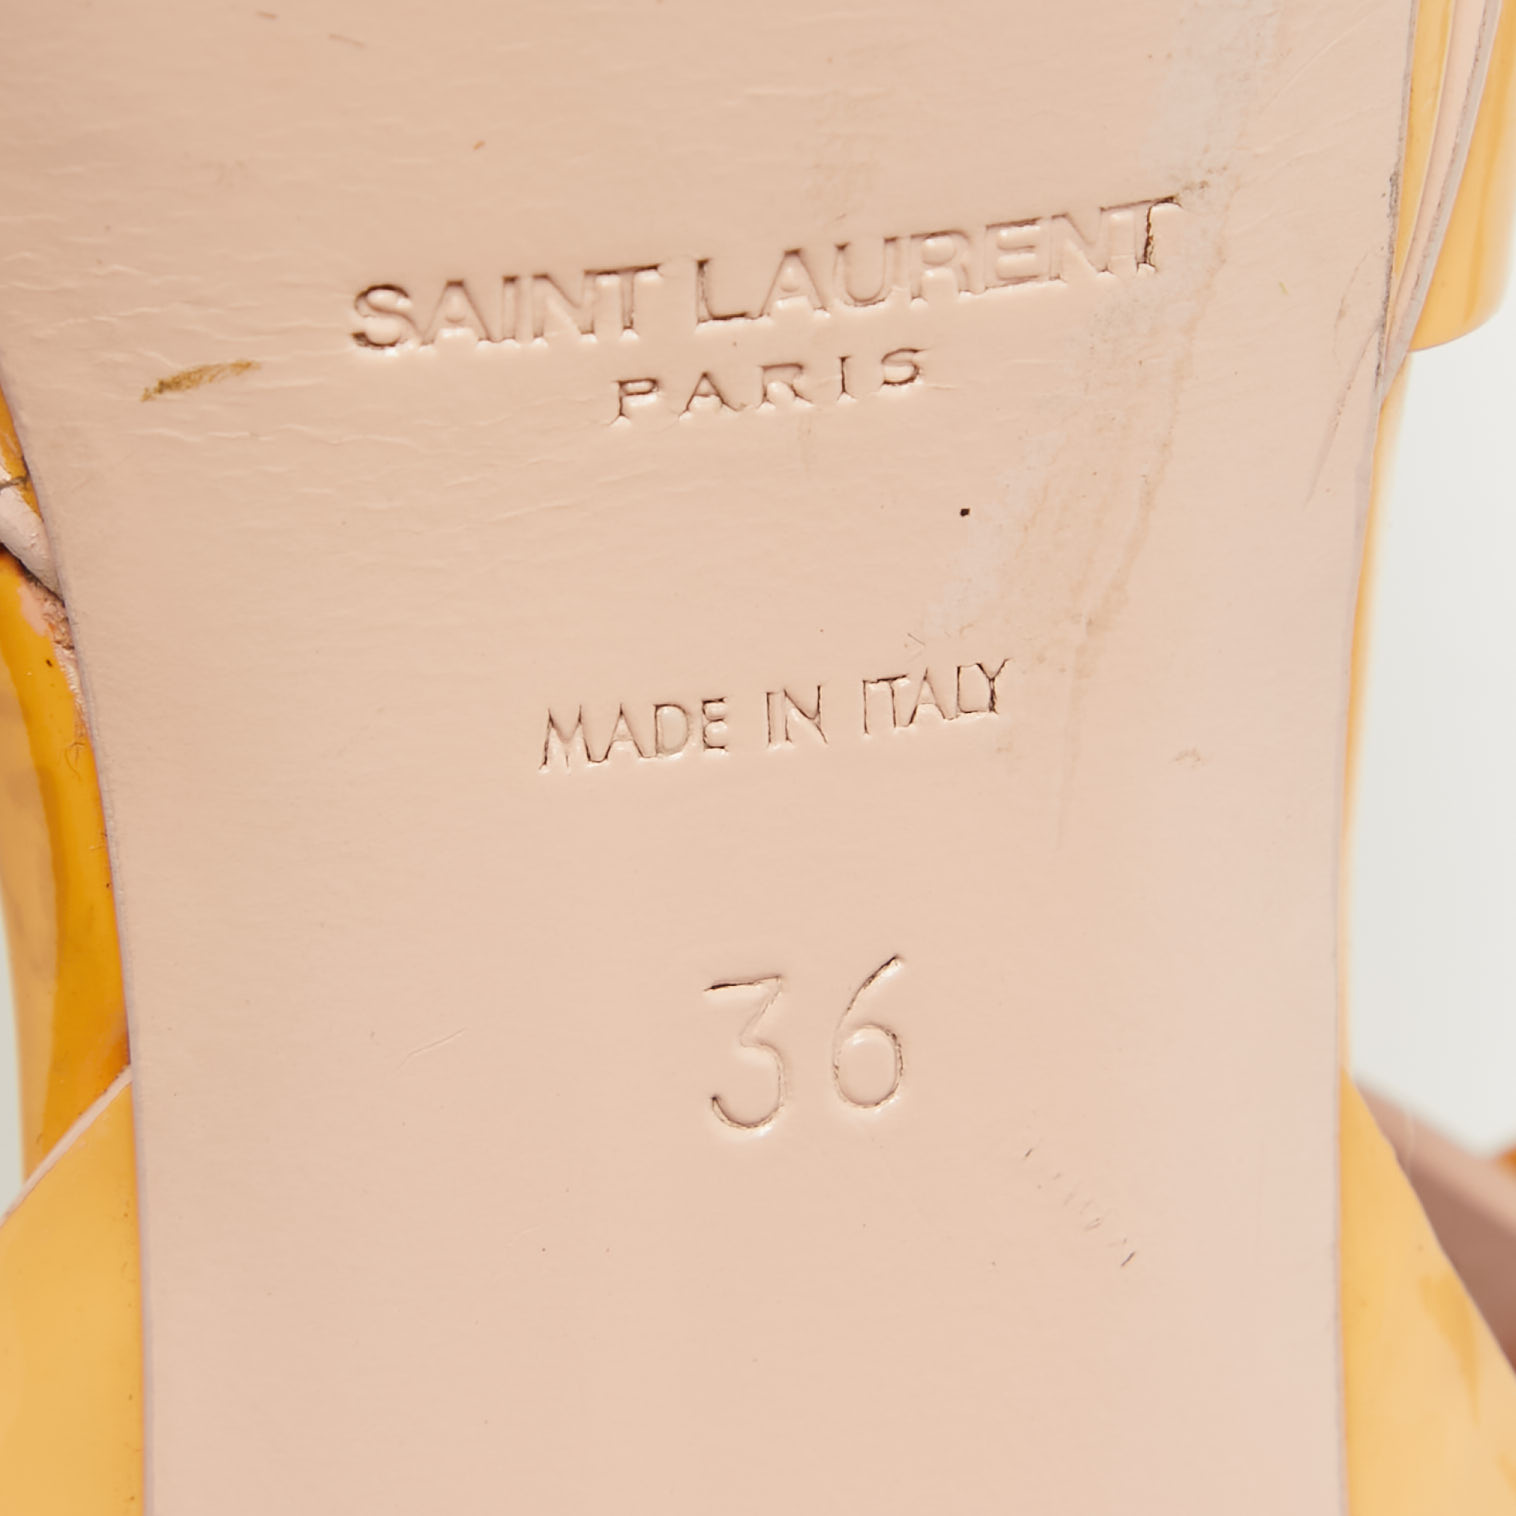 SAINT LAURENT
PARIS
MADE IN ITALY
36